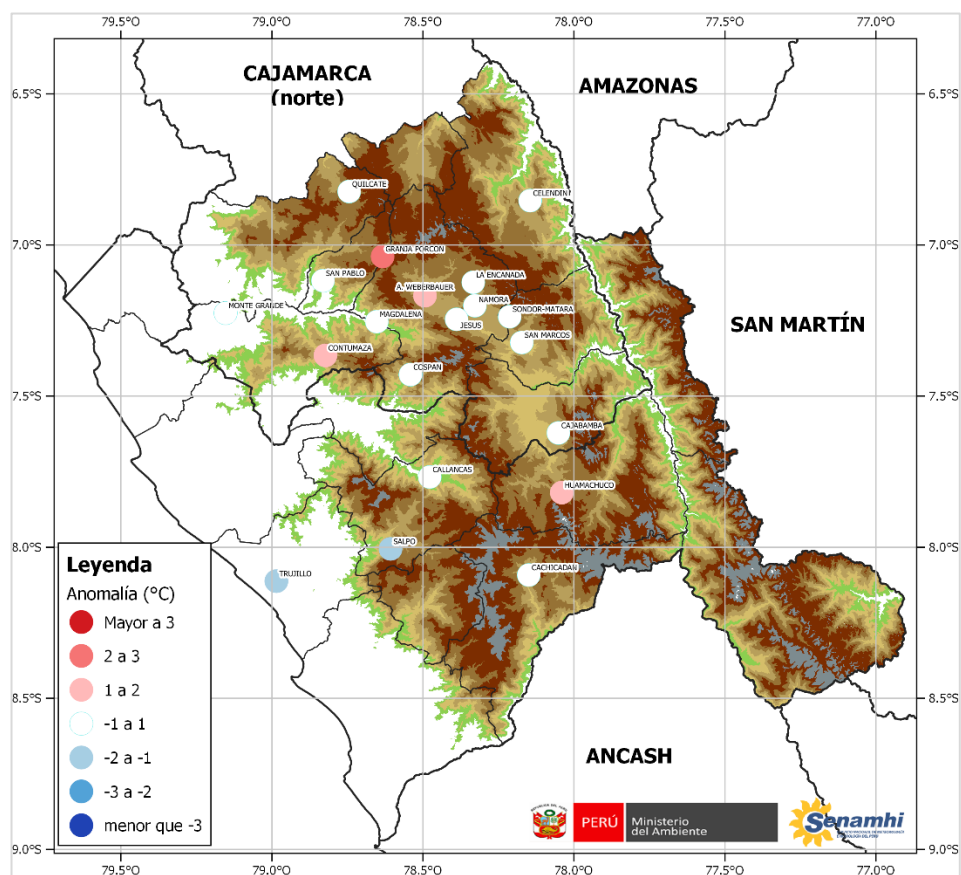 79.5°W 79.0°W 78.5°W 78.0°W 77.5°W 77.0°W
CAJAMARCA
(norte)
AMAZONAS
6.5°S 6.5°S
QUILCATE
CELENDIN
7.0°S 7.0°S
GRANJA PORCON
SAN PABLO
LA ENCANADA
A. WEBERBAUER
NAMORA
MONTE GRANDE
MAGDALENA
SONDOR-MATARA
JESUS
SAN MARCOS
SAN MARTÍN
CONTUMAZA
COSPAN
7.5°S 7.5°S
CAJABAMBA
CALLANCAS
HUAMACHUCO
SALPO
8.0°S 8.0°S
TRUJILLO
CACHICADAN
Leyenda
Anomalía (°C)
Mayor a 3
2 a 3
1 a 2
-1 a 1
-2 a -1
-3 a -2
menor que -3
8.5°S 8.5°S
ANCASH
PERÚ
Ministerio
del Ambiente
Senamhi
9.0°S 9.0°S
79.5°W 79.0°W 78.5°W 78.0°W 77.5°W 77.0°W